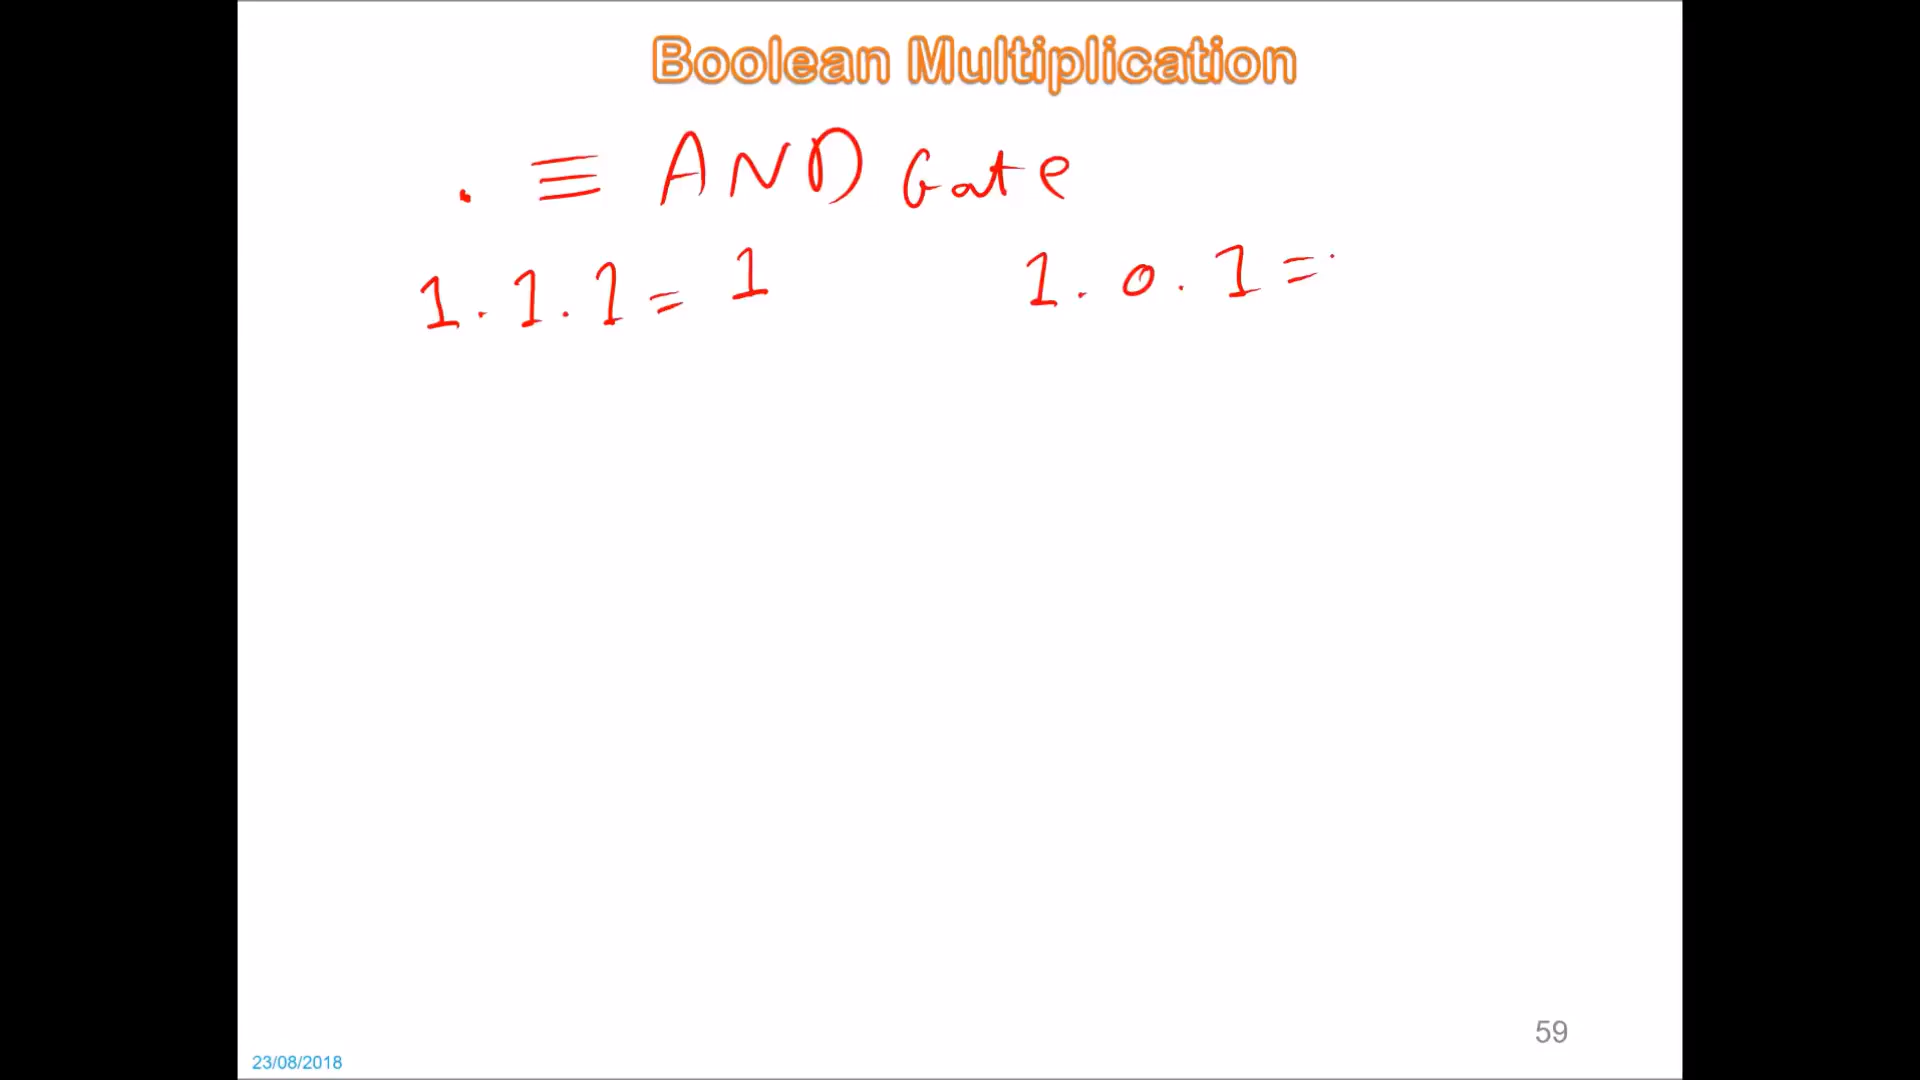 Boolean Multiplication
. ≡ AND Gate
1.1.1 = 1 1.0.1 =
59
23/08/2018